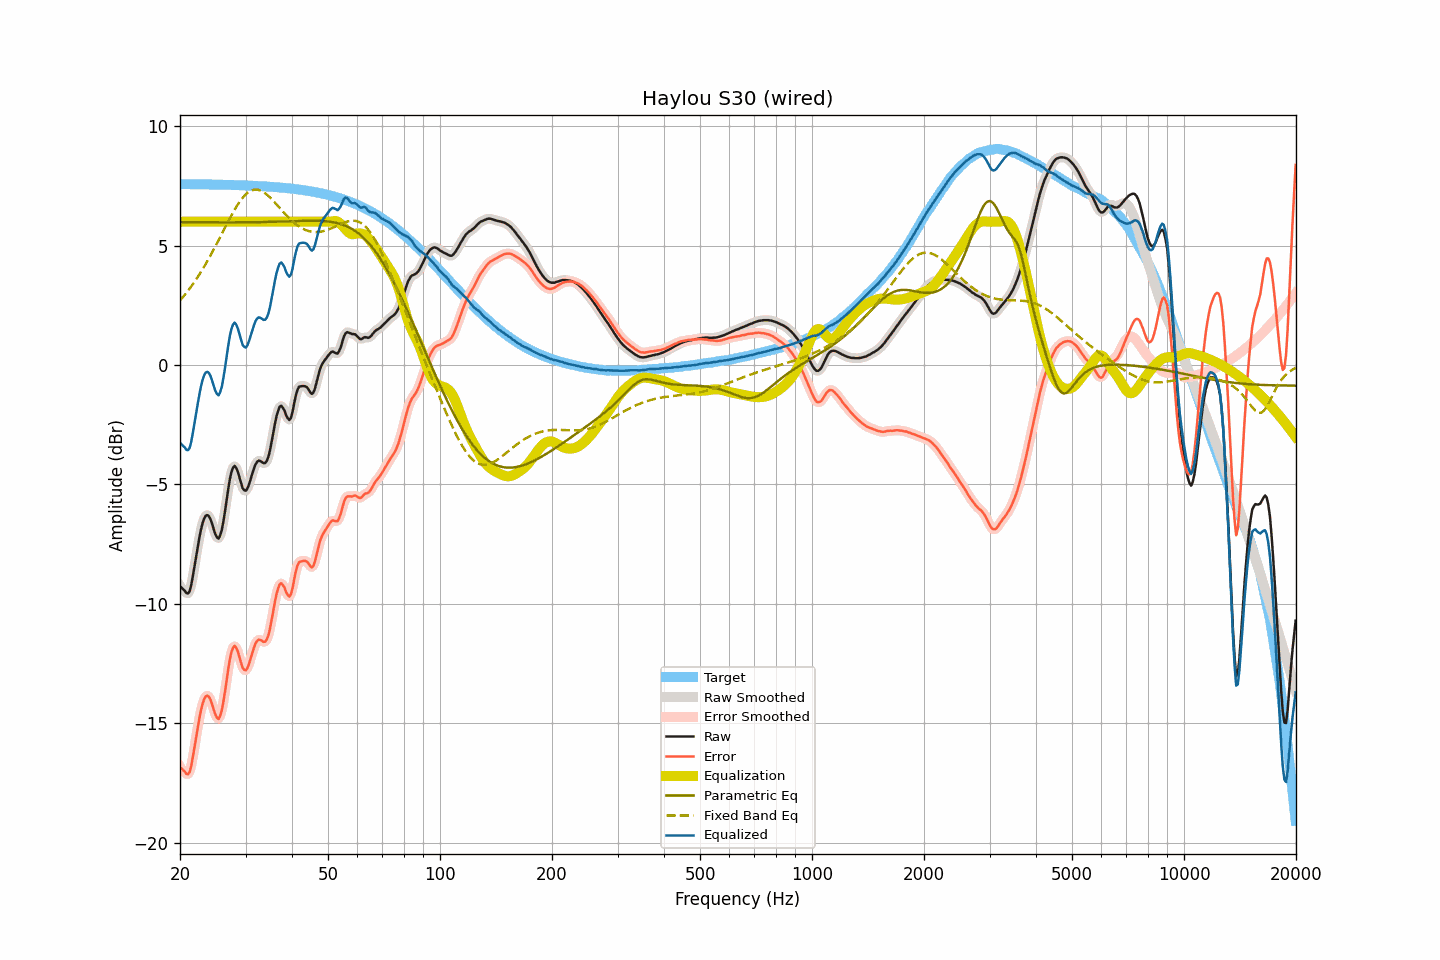 Haylou S30 (wired)
10
5
0
−5
−10
−15
−20
Amplitude (dBr)
Target
Raw Smoothed
Error Smoothed
Raw
Error
Equalization
Parametric Eq
Fixed Band Eq
Equalized
20 50 100 200 500 1000 2000 5000 10000 20000
Frequency (Hz)